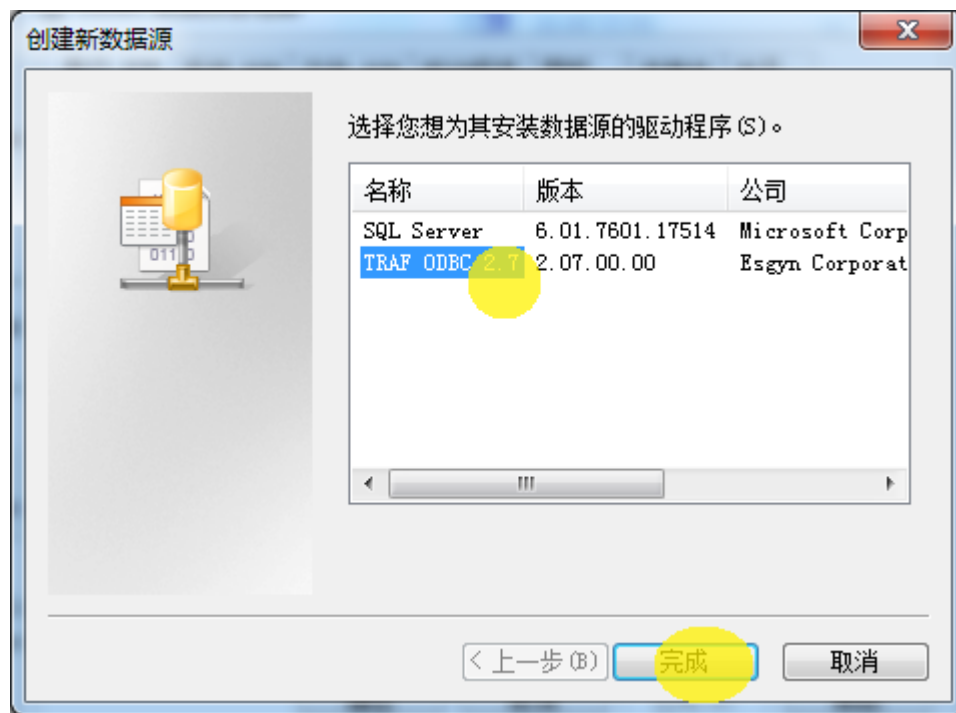 创建新数据源
选择您想为其安装数据源的驱动程序(S)。
名称 版本 公司
SQL Server 6.01.7601.17514 Microsoft Corp
TRAF ODBC 2.7 2.07.00.00 Esgyn Corporat
< 上一步(B) 完成 取消